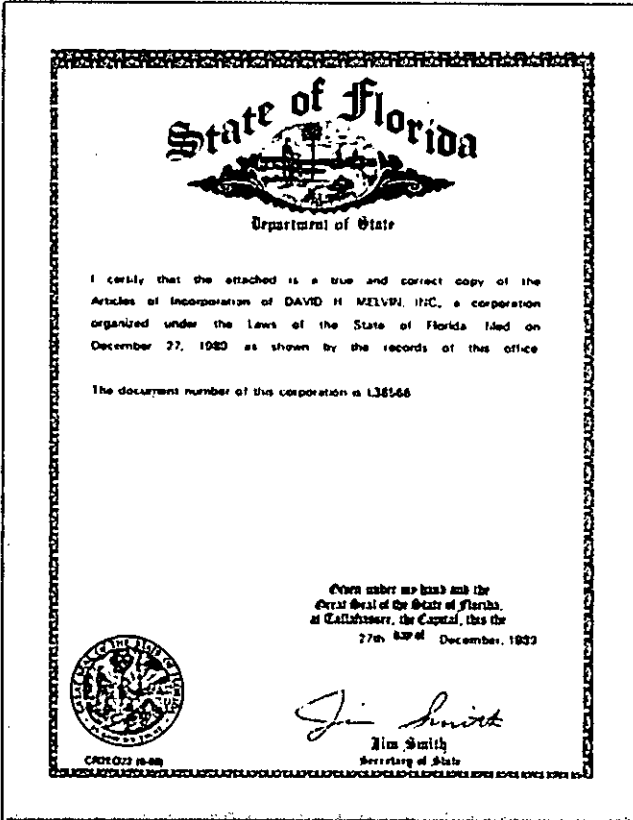 State of Florida
Department of State
I certify that the attached is a true and correct copy of the
Articles of Incorporation of DAVID H MELVIN, INC., a corporation
organized under the Laws of the State of Florida filed on
December 27, as shown by the records of this office
The document number of this corporation is L38566
Given under my hand and the
Great Seal of the State of Florida,
at Tallahassee, the Capital, this the
27th day of December,
Jim Smith
Jim Smith
Secretary of State